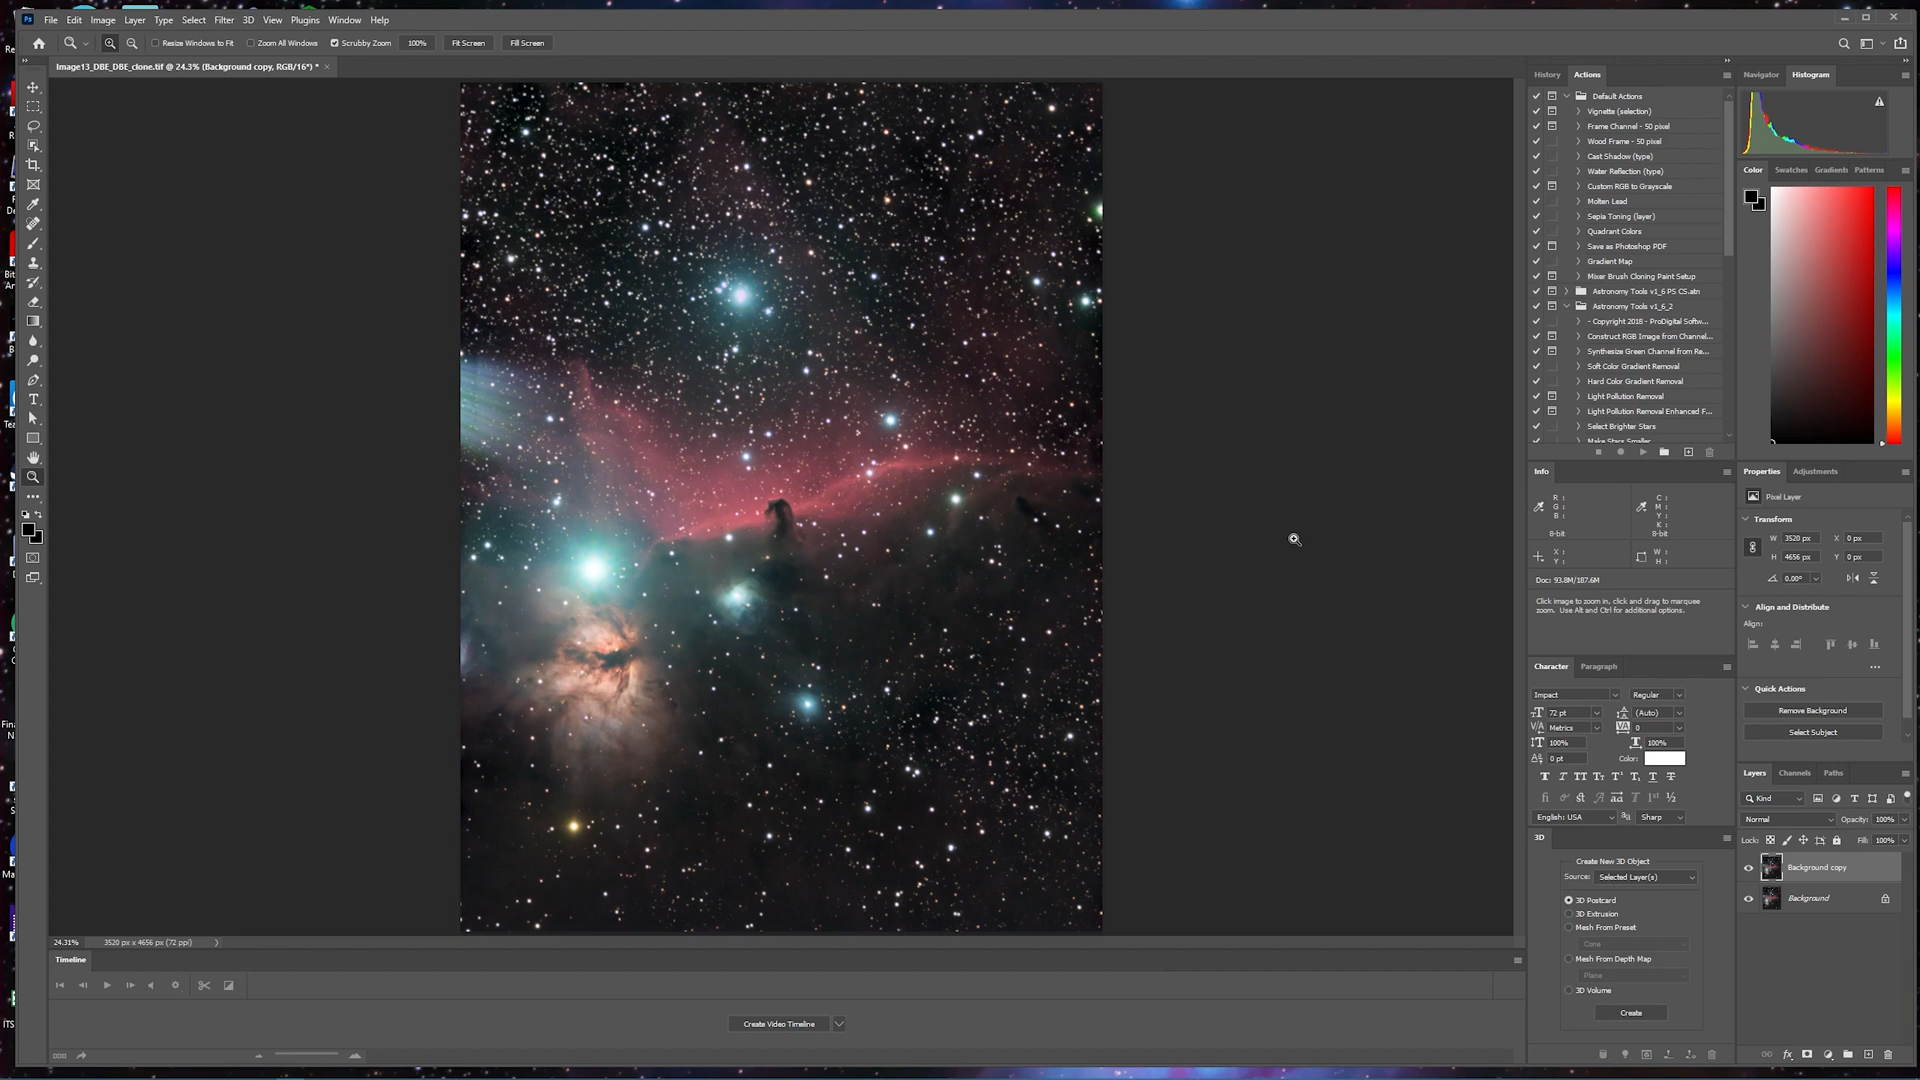 Ps File Edit Image Layer Type Select Filter 3D View Plugins Window Help
Resize Windows to Fit Zoom All Windows Scrubby Zoom 100% Fit Screen Fill Screen
Image13_DBE_DBE_clone.tif @ 24.3% (Background copy, RGB/16*) *
History Actions
Default Actions
Vignette (selection)
Frame Channel - 50 pixel
Wood Frame - 50 pixel
Cast Shadow (type)
Water Reflection (type)
Custom RGB to Grayscale
Molten Lead
Sepia Toning (layer)
Quadrant Colors
Save as Photoshop PDF
Gradient Map
Mixer Brush Cloning Paint Setup
Astronomy Tools v1_6 PS CS.atn
Astronomy Tools v1_6_2
- Copyright 2018 - ProDigital Softw...
Construct RGB Image from Channel...
Synthesize Green Channel from Re...
Soft Color Gradient Removal
Hard Color Gradient Removal
Light Pollution Removal
Light Pollution Removal Enhanced F...
Select Brighter Stars
Make Stars Smaller
Info
R :
G :
B :
8-bit
C :
M :
Y :
K :
8-bit
X :
Y :
W :
H :
Doc: 93.8M/187.6M
Click image to zoom in, click and drag to marquee
zoom. Use Alt and Ctrl for additional options.
Character Paragraph
Impact Regular
72 pt (Auto)
Metrics 0
100% 100%
0 pt Color:
English: USA Sharp
3D
Create New 3D Object
Source: Selected Layer(s)
3D Postcard
3D Extrusion
Mesh From Preset
Cone
Mesh From Depth Map
Plane
3D Volume
Create
Navigator Histogram
Color Swatches Gradients Patterns
Properties Adjustments
Pixel Layer
Transform
W 3520 px X 0 px
H 4656 px Y 0 px
0.00°
Align and Distribute
Align:
Quick Actions
Remove Background
Select Subject
Layers Channels Paths
Kind
Normal Opacity: 100%
Lock: Fill: 100%
Background copy
Background
24.31% 3520 px x 4656 px (72 ppi)
Timeline
Create Video Timeline